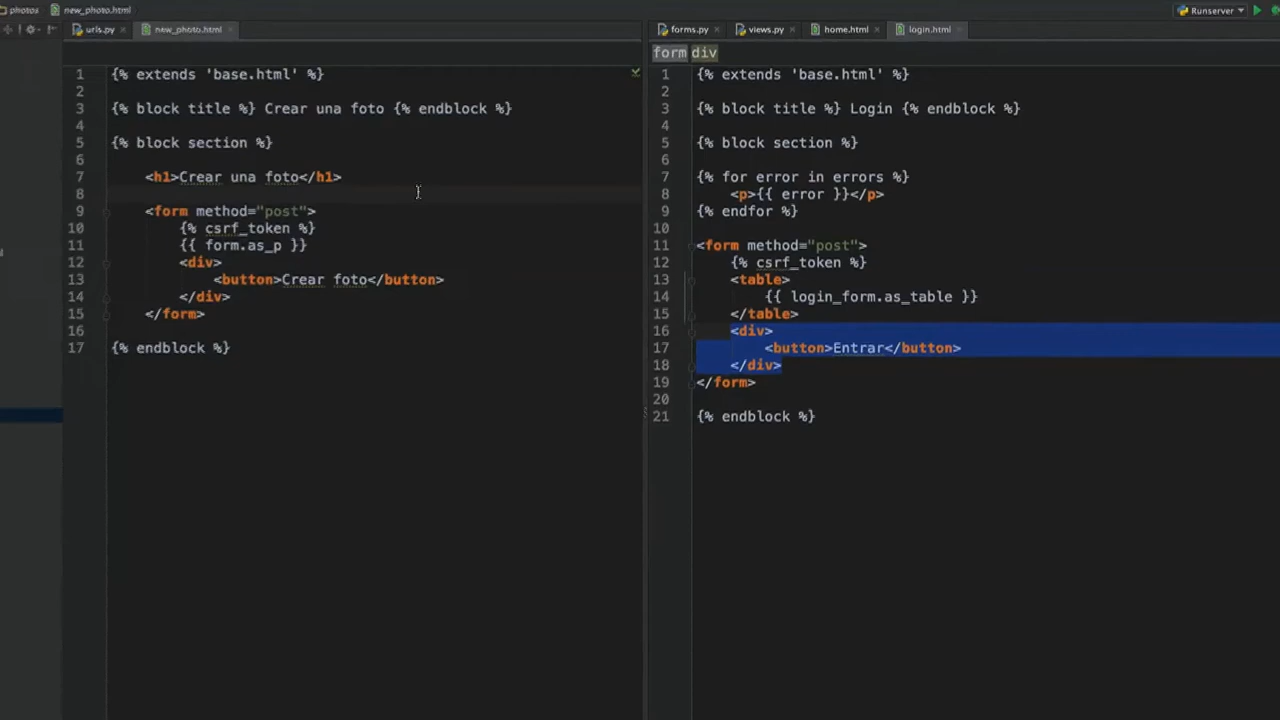 photos new_photo.html
Runserver
urls.py new_photo.html
forms.py views.py home.html login.html
form div
1 {% extends 'base.html' %}
2
3 {% block title %} Crear una foto {% endblock %}
4
5 {% block section %}
6
7 <h1>Crear una foto</h1>
8
9 <form method="post">
10 {% csrf_token %}
11 {{ form.as_p }}
12 <div>
13 <button>Crear foto</button>
14 </div>
15 </form>
16
17 {% endblock %}
1 {% extends 'base.html' %}
2
3 {% block title %} Login {% endblock %}
4
5 {% block section %}
6
7 {% for error in errors %}
8 <p>{{ error }}</p>
9 {% endfor %}
10
11 <form method="post">
12 {% csrf_token %}
13 <table>
14 {{ login_form.as_table }}
15 </table>
16 <div>
17 <button>Entrar</button>
18 </div>
19 </form>
20
21 {% endblock %}